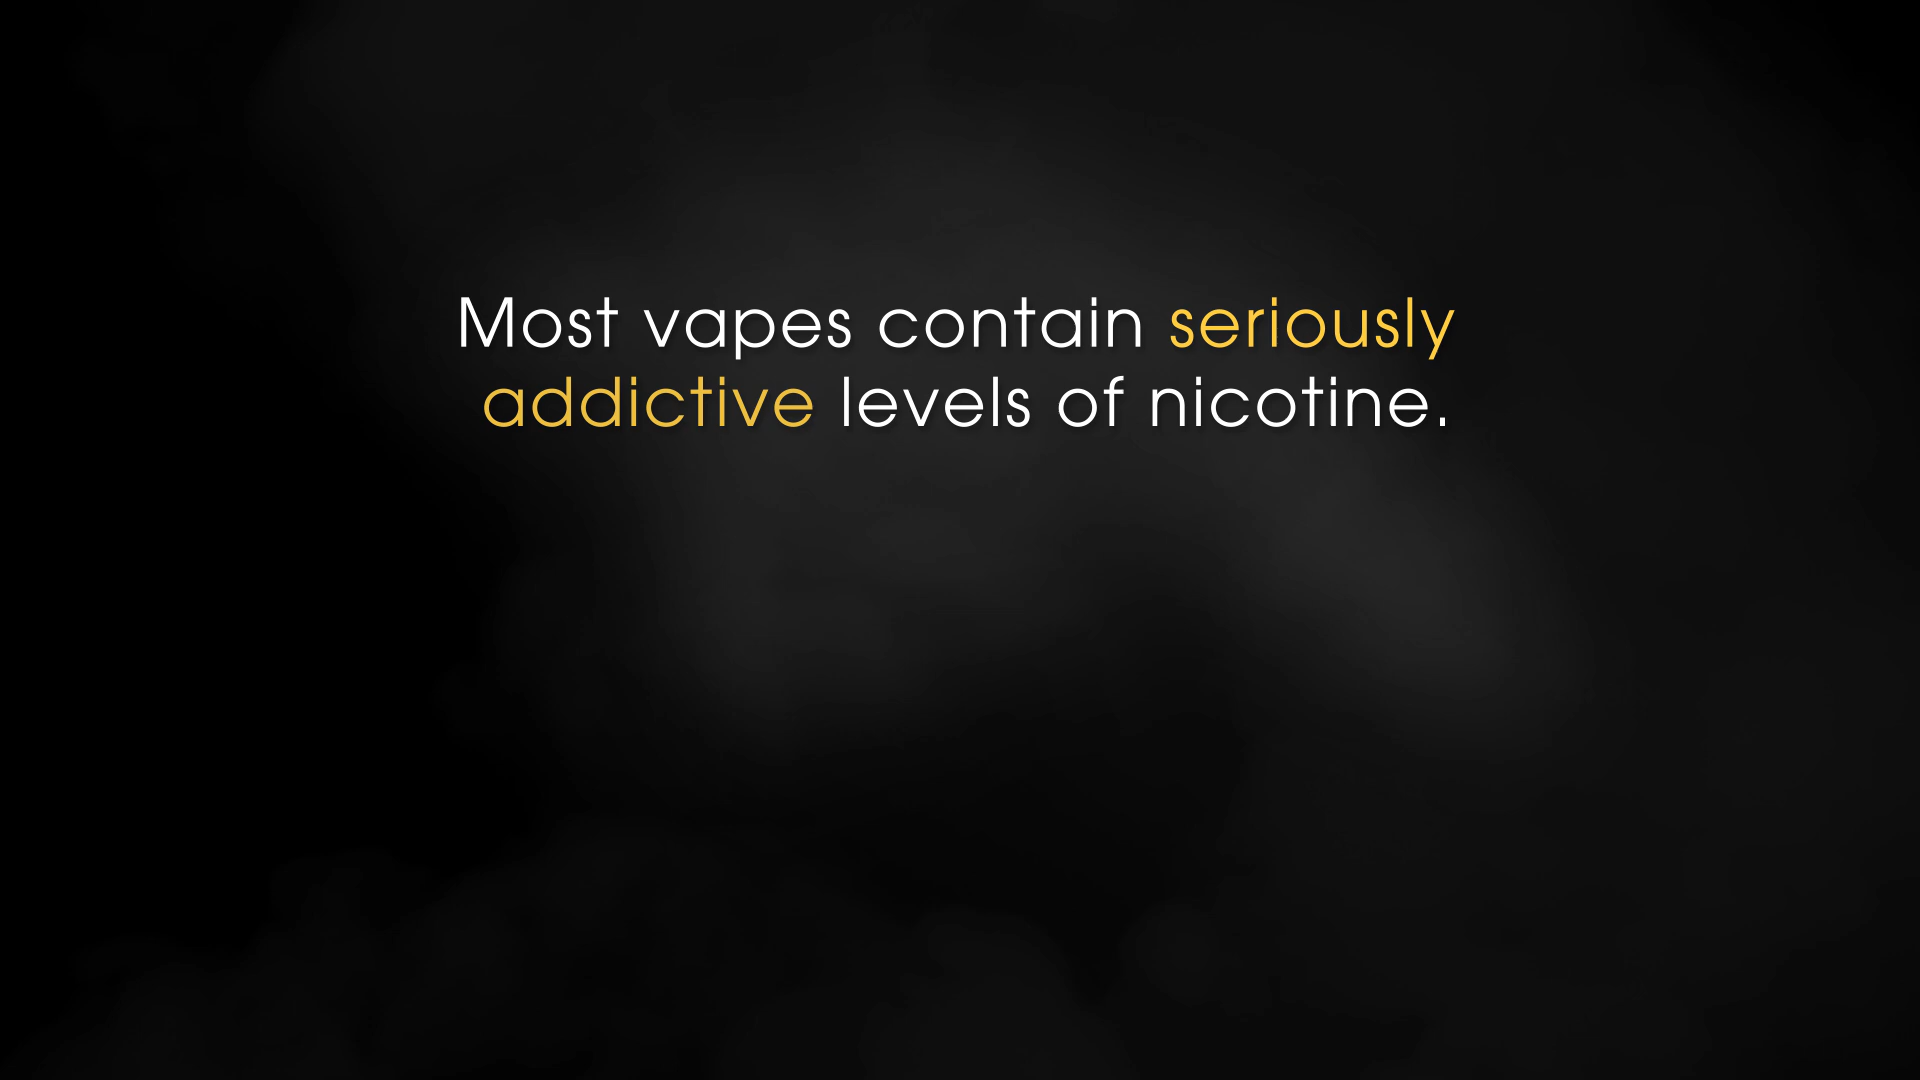 Most vapes contain seriously
addictive levels of nicotine.